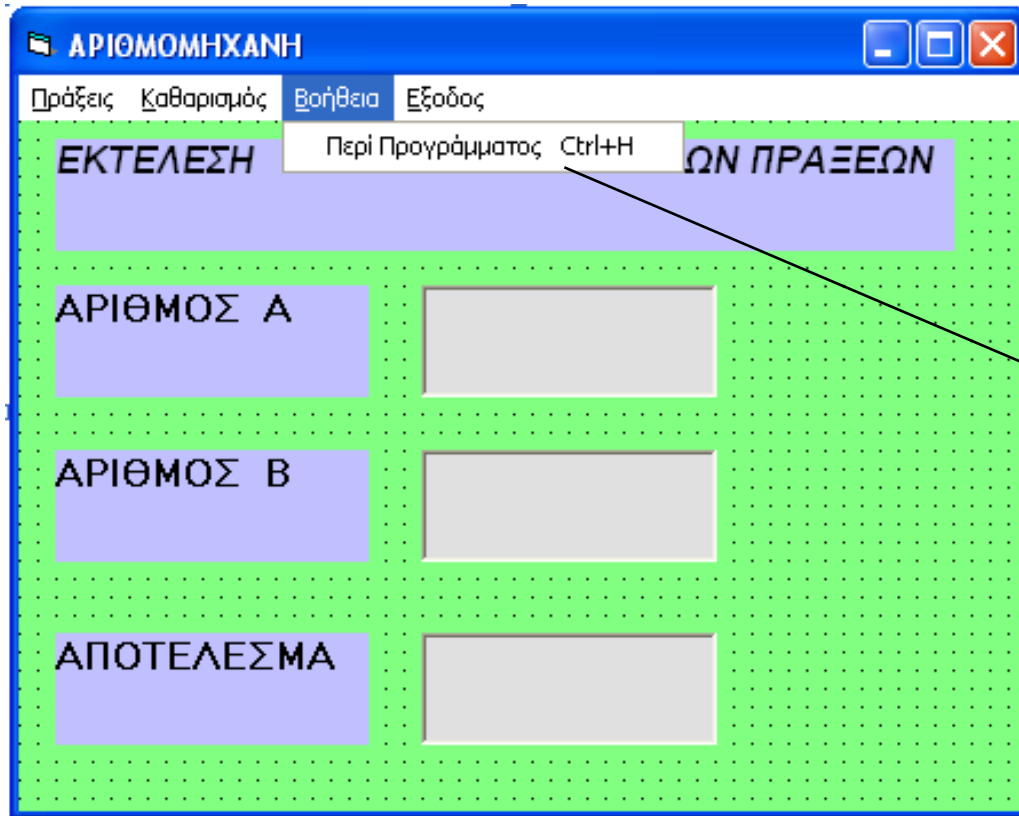 ΑΡΙΘΜΟΜΗΧΑΝΗ
Πράξεις Καθαρισμός Βοήθεια Εξοδος
Περί Προγράμματος Ctrl+H
ΕΚΤΕΛΕΣΗ ΩΝ ΠΡΑΞΕΩΝ
ΑΡΙΘΜΟΣ Α
ΑΡΙΘΜΟΣ Β
ΑΠΟΤΕΛΕΣΜΑ